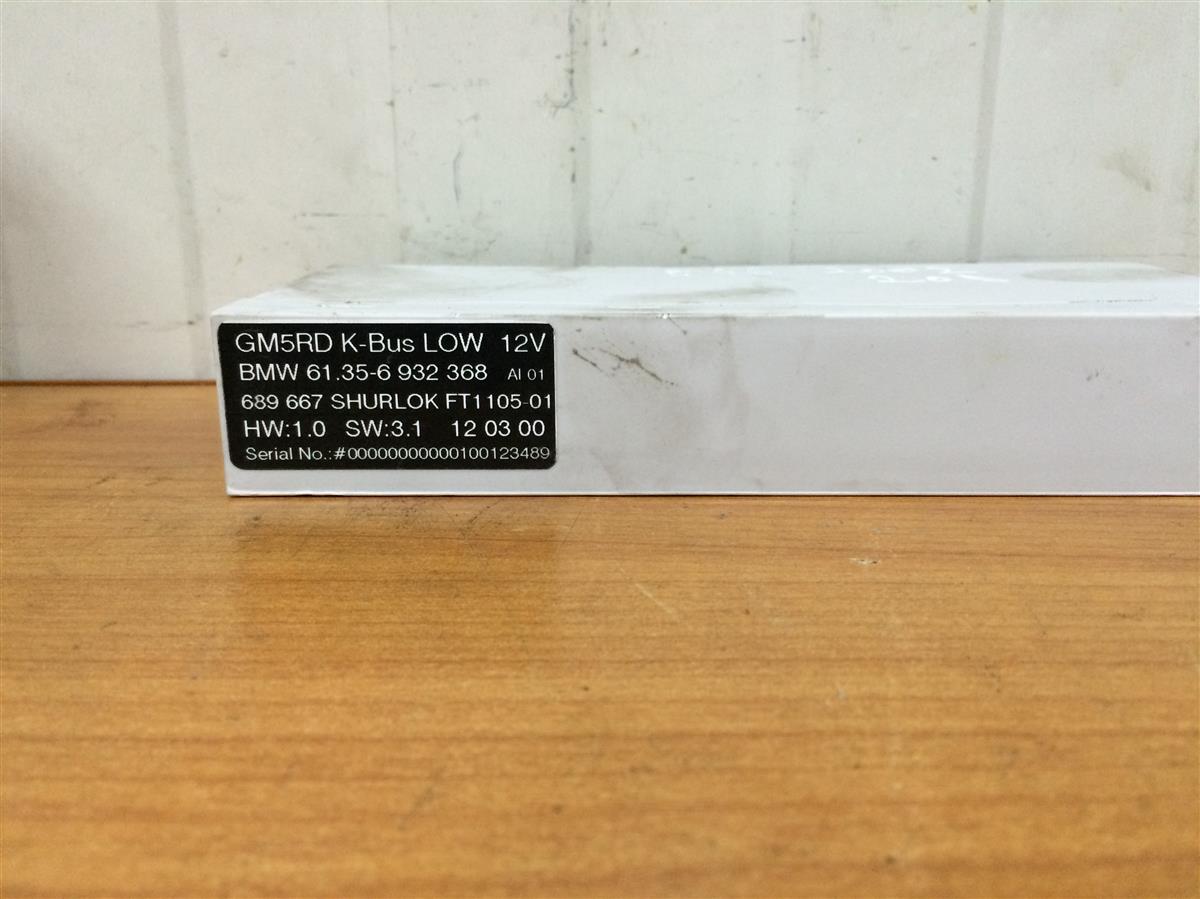 GM5RD K-Bus LOW 12V
BMW 61.35-6 932 368 AI 01
689 667 SHURLOK FT1105-01
HW:1.0 SW:3.1 12 03 00
Serial No.:#00000000000100123489